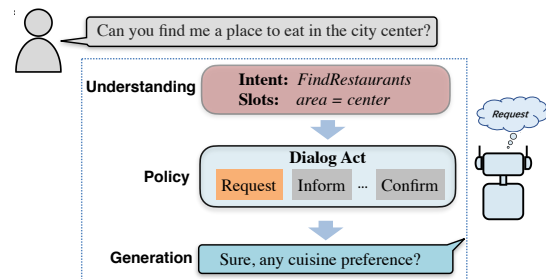 Can you find me a place to eat in the city center?
Understanding
Intent: FindRestaurants
Slots: area = center
Request
Policy
Dialog Act
Request Inform ... Confirm
Generation
Sure, any cuisine preference?